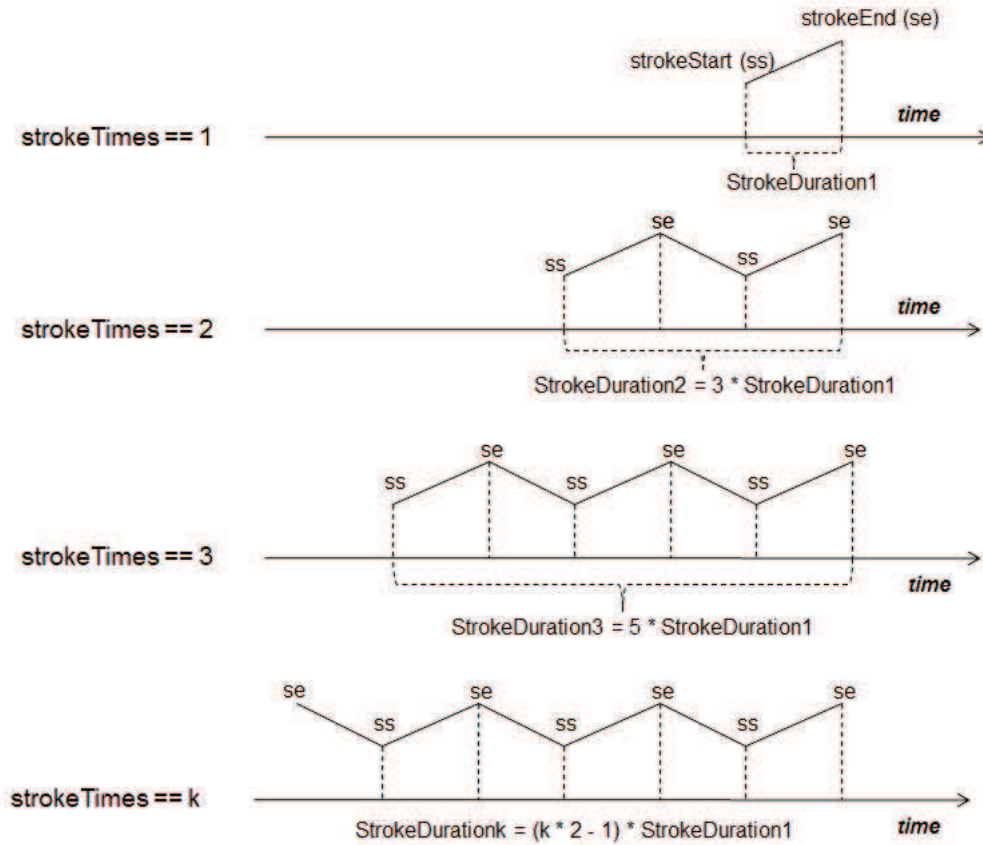 strokeEnd (se)
strokeStart (ss)
time
strokeTimes == 1
StrokeDuration1
se se
ss ss
time
strokeTimes == 2
StrokeDuration2 = 3 * StrokeDuration1
se se se
ss ss ss
strokeTimes == 3
time
StrokeDuration3 = 5 * StrokeDuration1
se se se se
ss ss ss
strokeTimes == k
StrokeDurationk = (k * 2 - 1) * StrokeDuration1
time